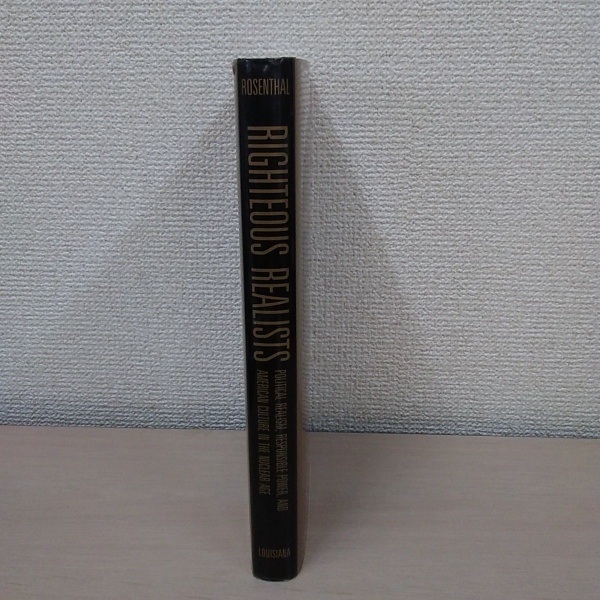 ROSENTHAL
RIGHTEOUS REALISTS
POLITICAL REALISM, RESPONSIBLE POWER, AND
AMERICAN CULTURE IN THE NUCLEAR AGE
LOUISIANA